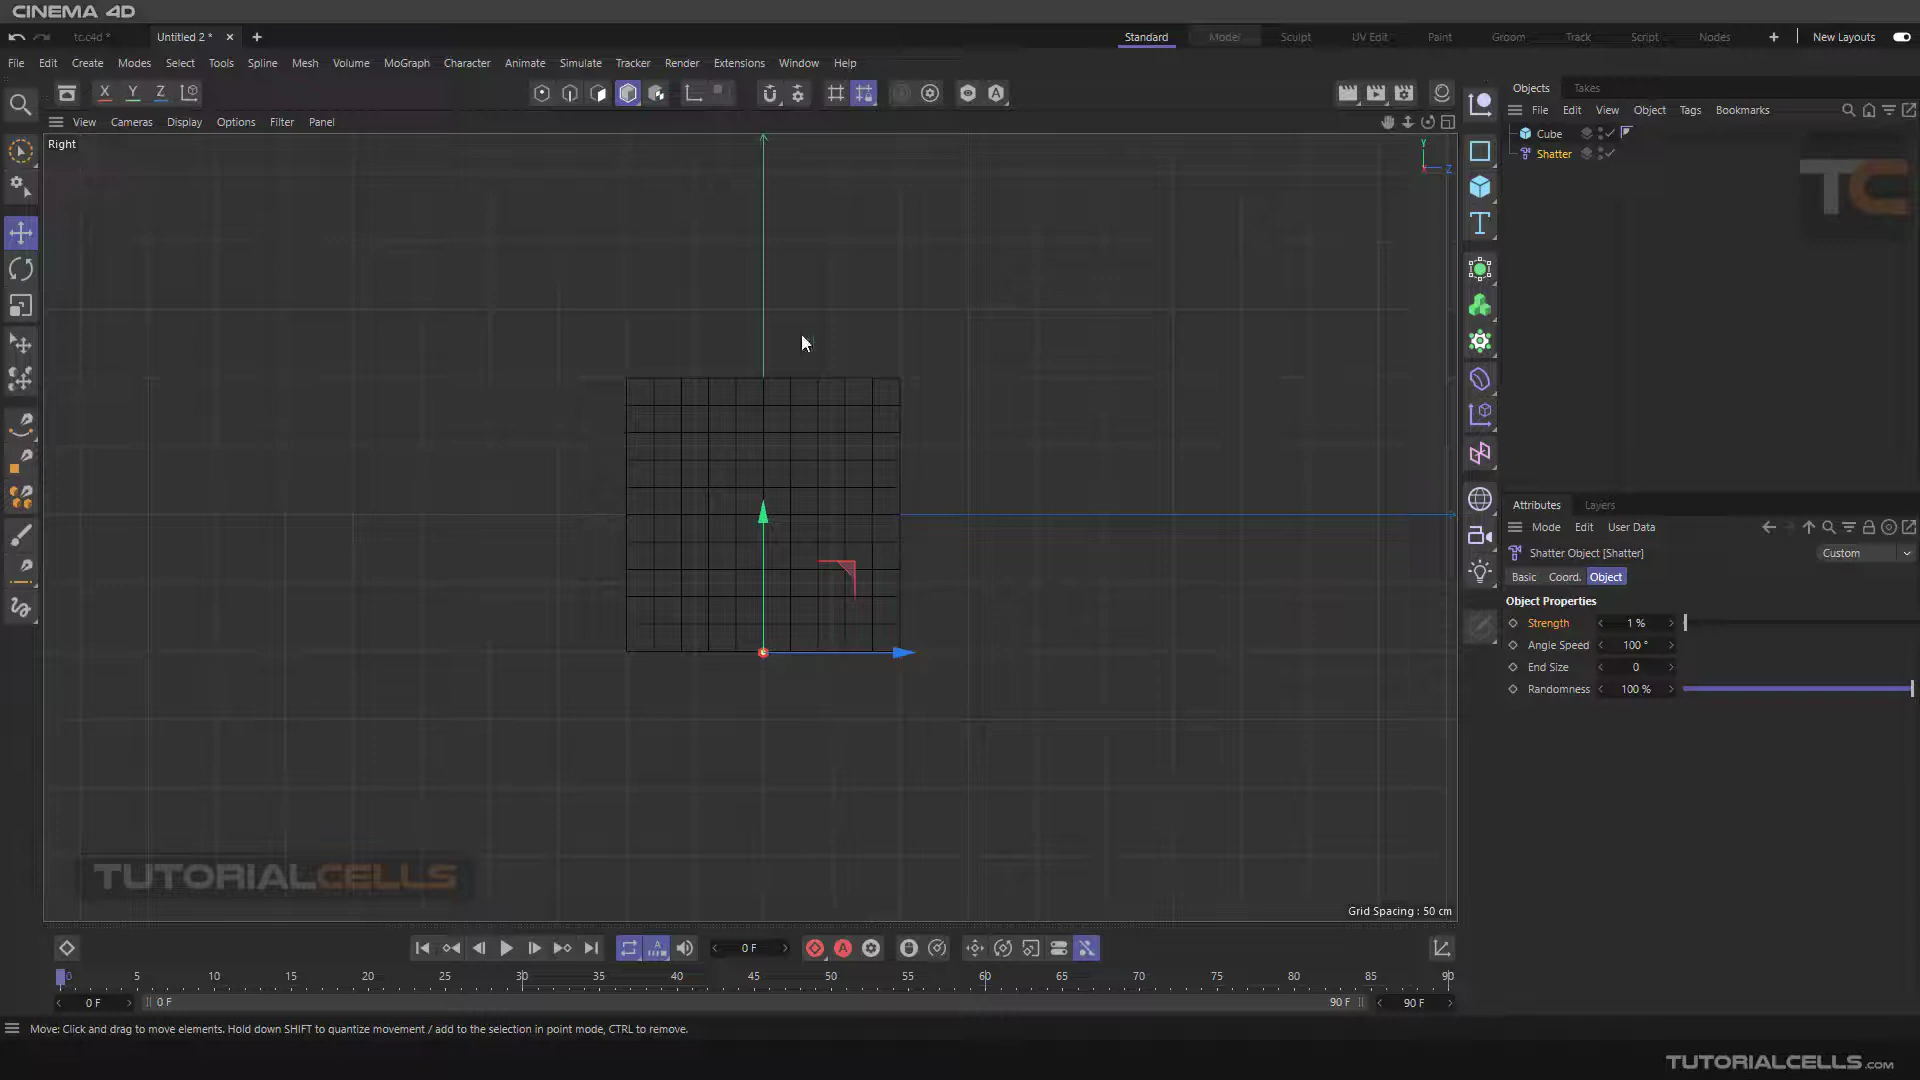 CINEMA 4D
tc.c4d *
Untitled 2 *
Standard
Model
Sculpt
UV Edit
Paint
Groom
Track
Script
Nodes
New Layouts
File Edit Create Modes Select Tools Spline Mesh Volume MoGraph Character Animate Simulate Tracker Render Extensions Window Help
X Y Z
View Cameras Display Options Filter Panel
Right
Y
Z
Objects Takes
File Edit View Object Tags Bookmarks
Cube
Shatter
TC
Attributes Layers
Mode Edit User Data
Shatter Object [Shatter]
Custom
Basic Coord. Object
Object Properties
Strength 1 %
Angle Speed 100 °
End Size 0
Randomness 100 %
TUTORIALCELLS
Grid Spacing : 50 cm
0 F
0 5 10 15 20 25 30 35 40 45 50 55 60 65 70 75 80 85 90
0 F 0 F 90 F 90 F
Move: Click and drag to move elements. Hold down SHIFT to quantize movement / add to the selection in point mode, CTRL to remove.
TUTORIALCELLS.COM